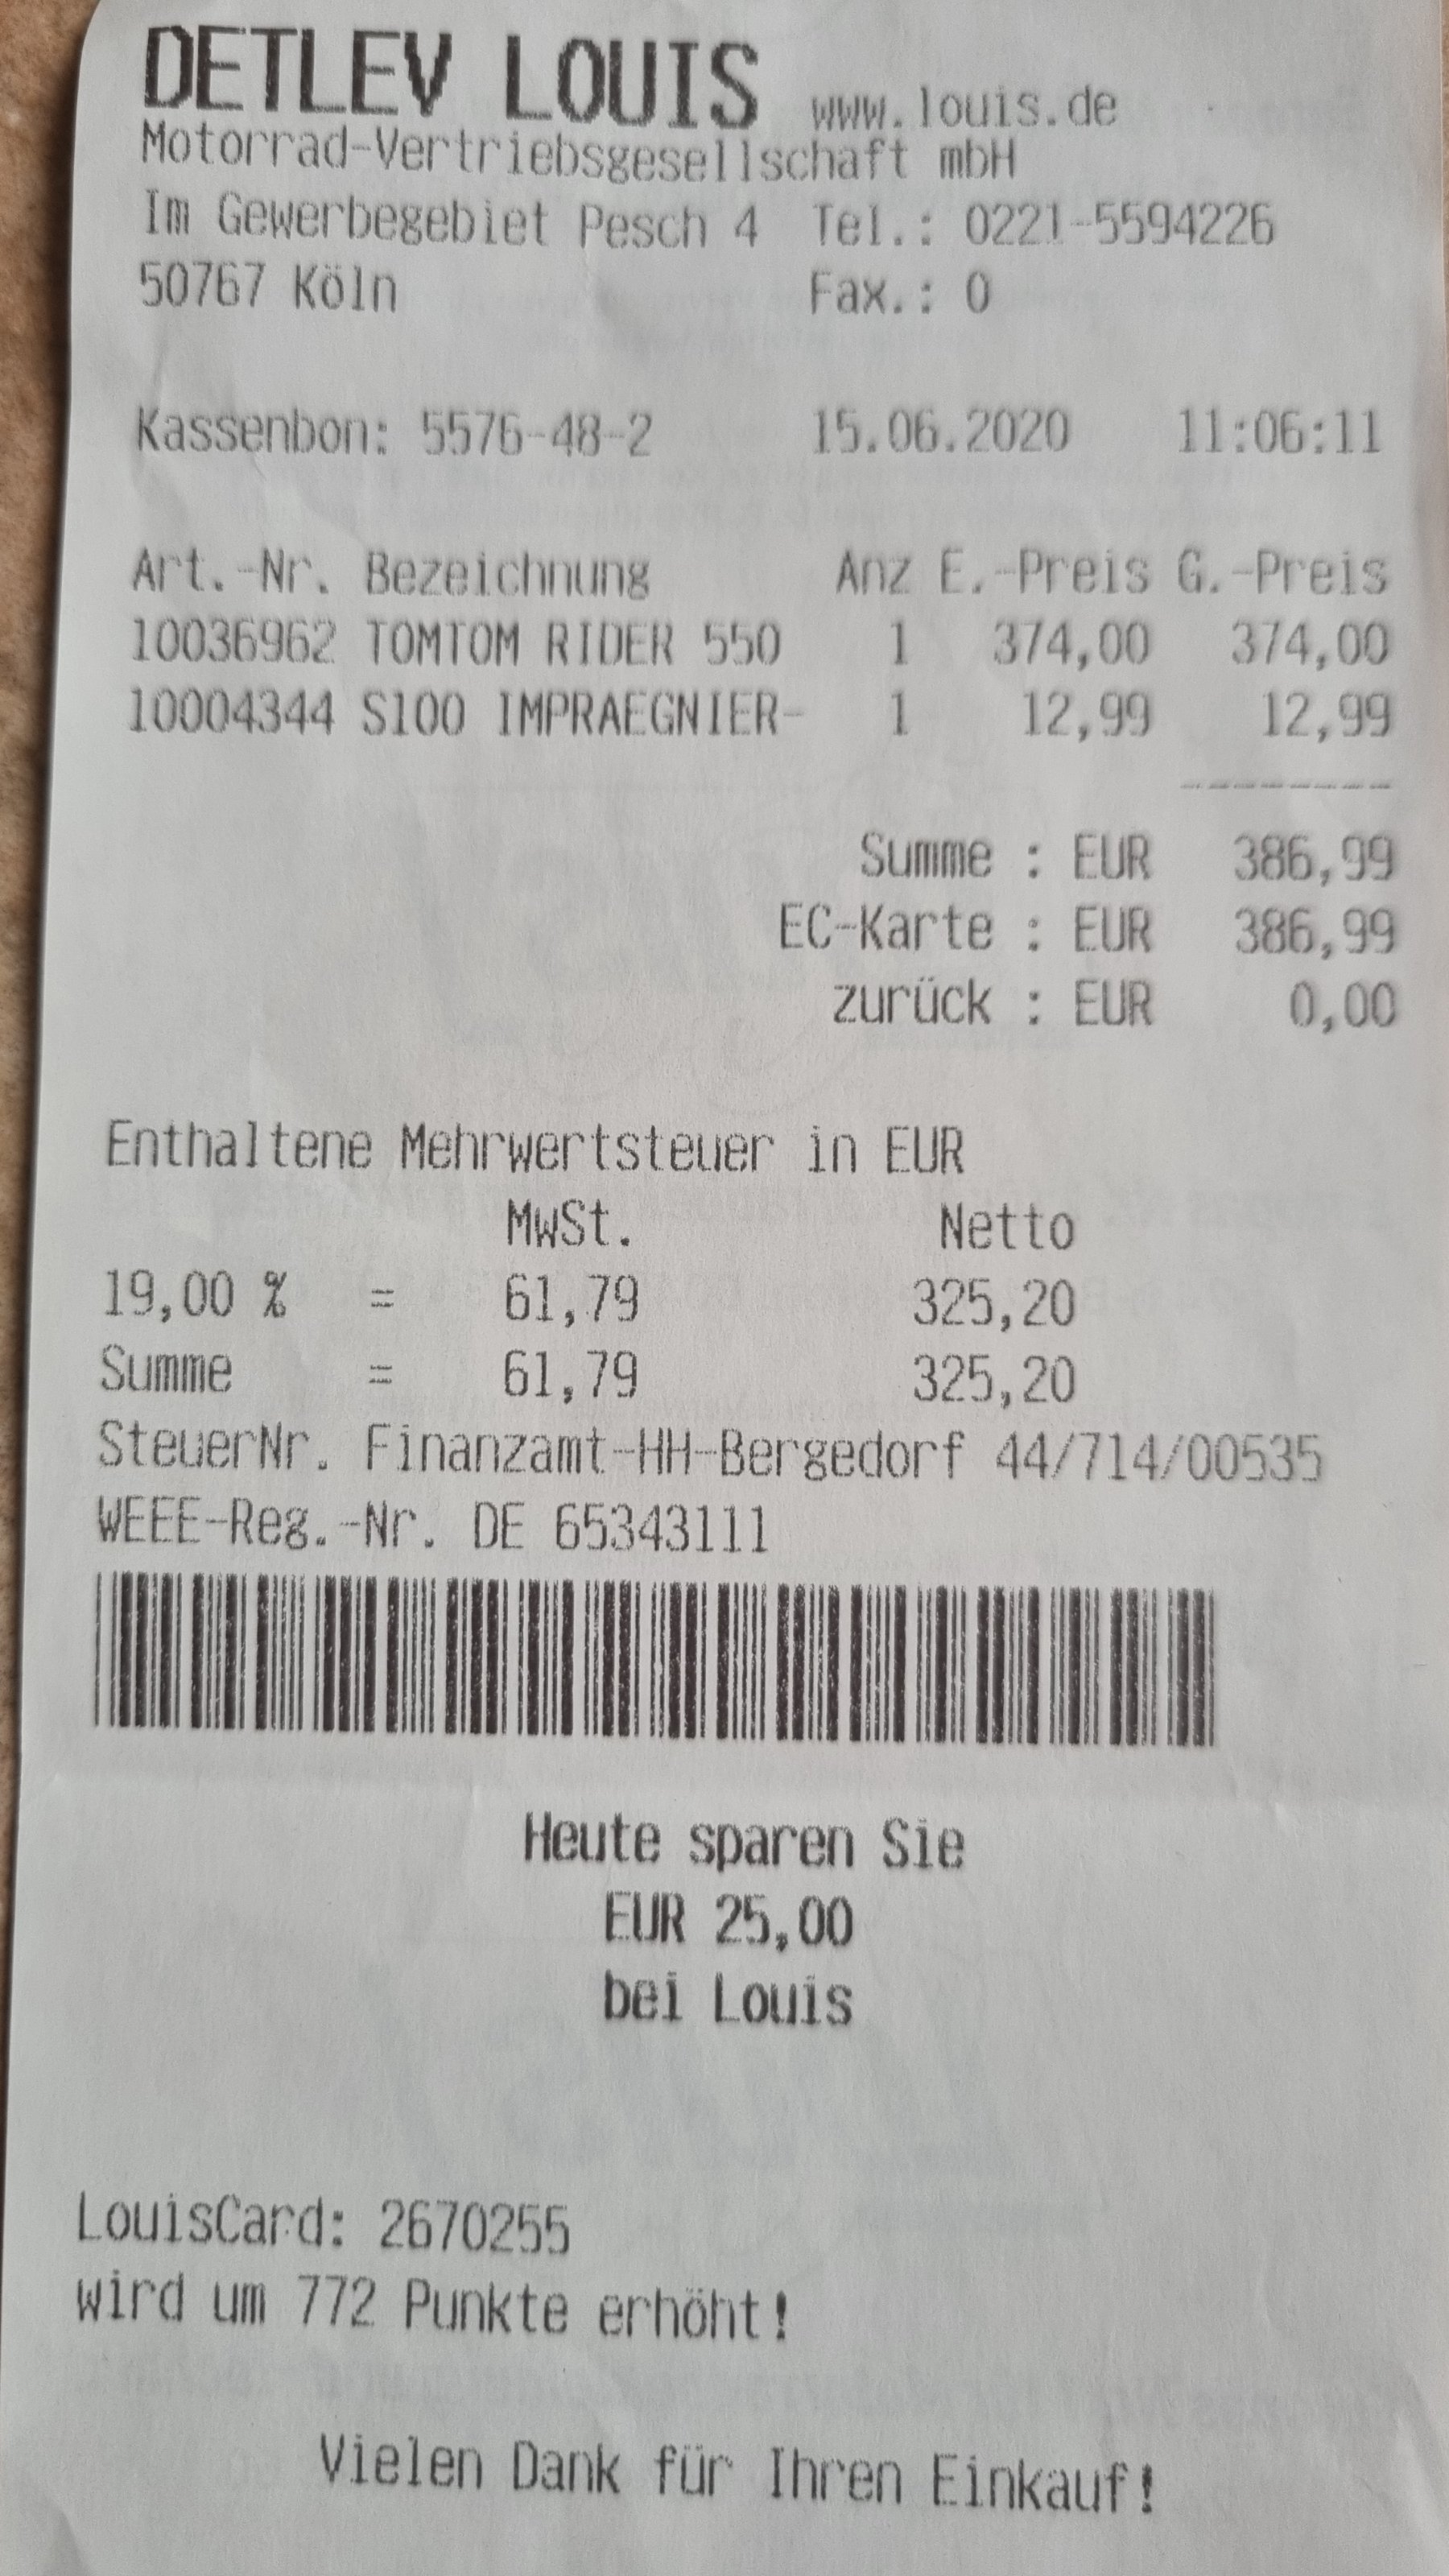 DETLEV LOUIS www.louis.de
Motorrad-Vertriebsgesellschaft mbH
Im Gewerbegebiet Pesch 4 Tel.: 0221-5594226
50767 Köln Fax.: 0
Kassenbon: 5576-48-2 15.06.2020 11:06:11
Art.-Nr. Bezeichnung Anz E.-Preis G.-Preis
10036962 TOMTOM RIDER 550 1 374,00 374,00
10004344 S100 IMPRAEGNIER- 1 12,99 12,99
--------
Summe : EUR 386,99
EC-Karte : EUR 386,99
zurück : EUR 0,00
Enthaltene Mehrwertsteuer in EUR
MwSt. Netto
19,00 % = 61,79 325,20
Summe = 61,79 325,20
SteuerNr. Finanzamt-HH-Bergedorf 44/714/00535
WEEE-Reg.-Nr. DE 65343111
Heute sparen Sie
EUR 25,00
bei Louis
LouisCard: 2670255
wird um 772 Punkte erhöht!
Vielen Dank für Ihren Einkauf!